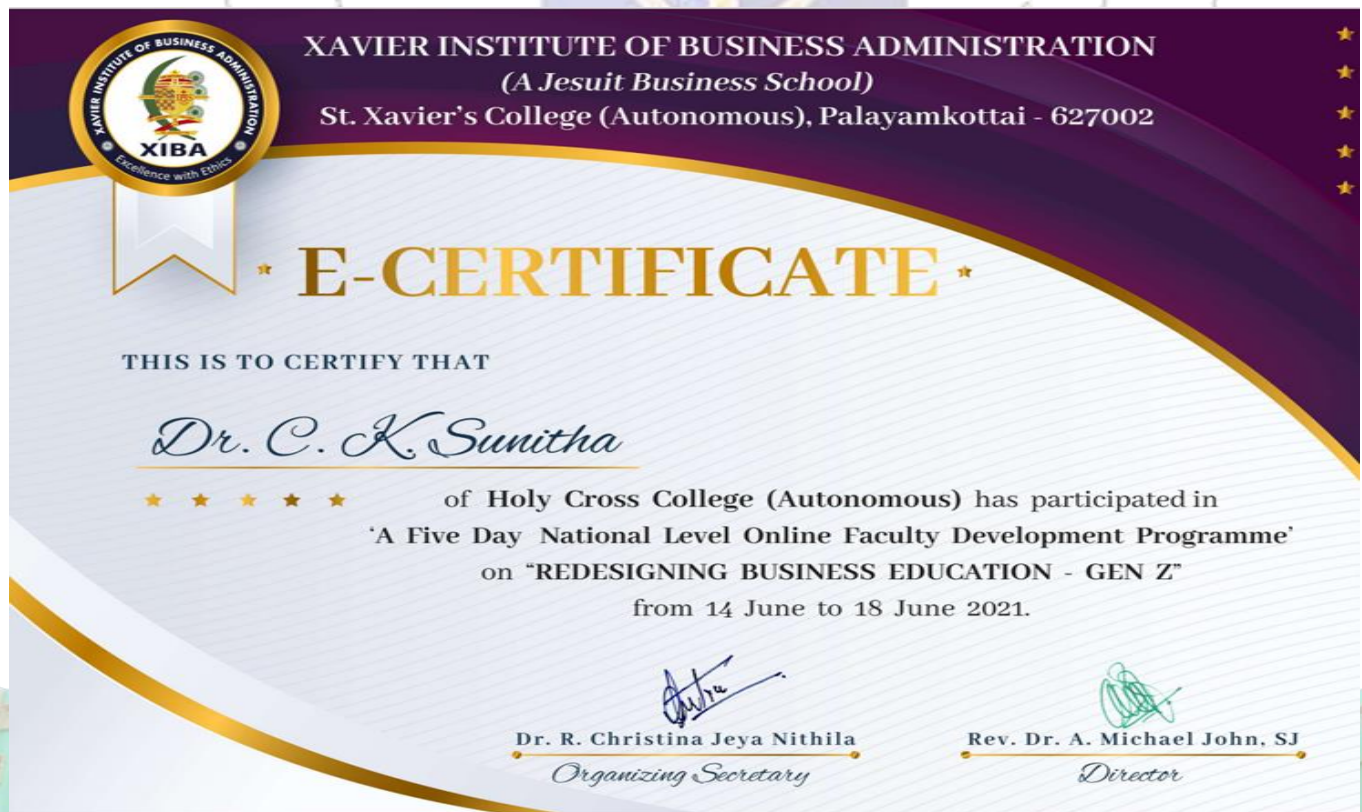 XAVIER INSTITUTE OF BUSINESS ADMINISTRATION
XIBA
Excellence with Ethics
XAVIER INSTITUTE OF BUSINESS ADMINISTRATION
(A Jesuit Business School)
St. Xavier's College (Autonomous), Palayamkottai - 627002
E-CERTIFICATE
THIS IS TO CERTIFY THAT
Dr. C. K. Sunitha
of Holy Cross College (Autonomous) has participated in
'A Five Day National Level Online Faculty Development Programme'
on "REDESIGNING BUSINESS EDUCATION - GEN Z"
from 14 June to 18 June 2021.
Dr. R. Christina Jeya Nithila
Organizing Secretary
Rev. Dr. A. Michael John, SJ
Director